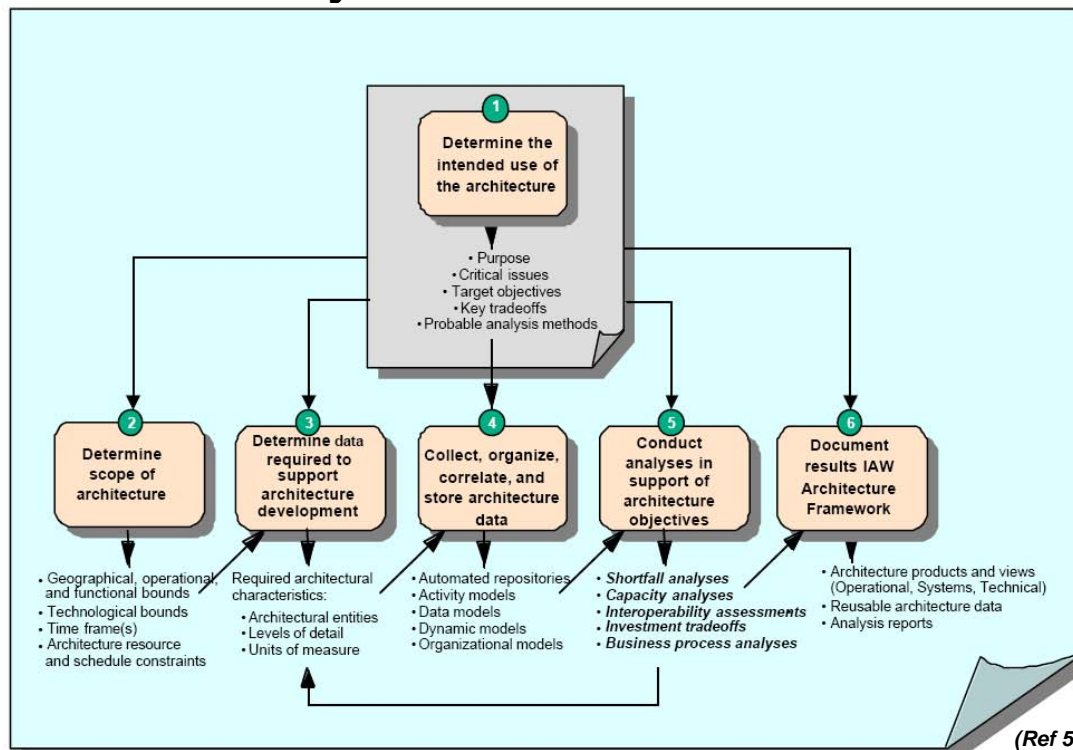 1
Determine the
intended use of
the architecture
• Purpose
• Critical issues
• Target objectives
• Key tradeoffs
• Probable analysis methods
2
Determine
scope of
architecture
• Geographical, operational,
and functional bounds
• Technological bounds
• Time frame(s)
• Architecture resource
and schedule constraints
3
Determine data
required to
support
architecture
development
Required architectural
characteristics:
• Architectural entities
• Levels of detail
• Units of measure
4
Collect, organize,
correlate, and
store architecture
data
• Automated repositories
• Activity models
• Data models
• Dynamic models
• Organizational models
5
Conduct
analyses in
support of
architecture
objectives
• Shortfall analyses
• Capacity analyses
• Interoperability assessments
• Investment tradeoffs
• Business process analyses
6
Document
results IAW
Architecture
Framework
• Architecture products and views
(Operational, Systems, Technical)
• Reusable architecture data
• Analysis reports
(Ref 5